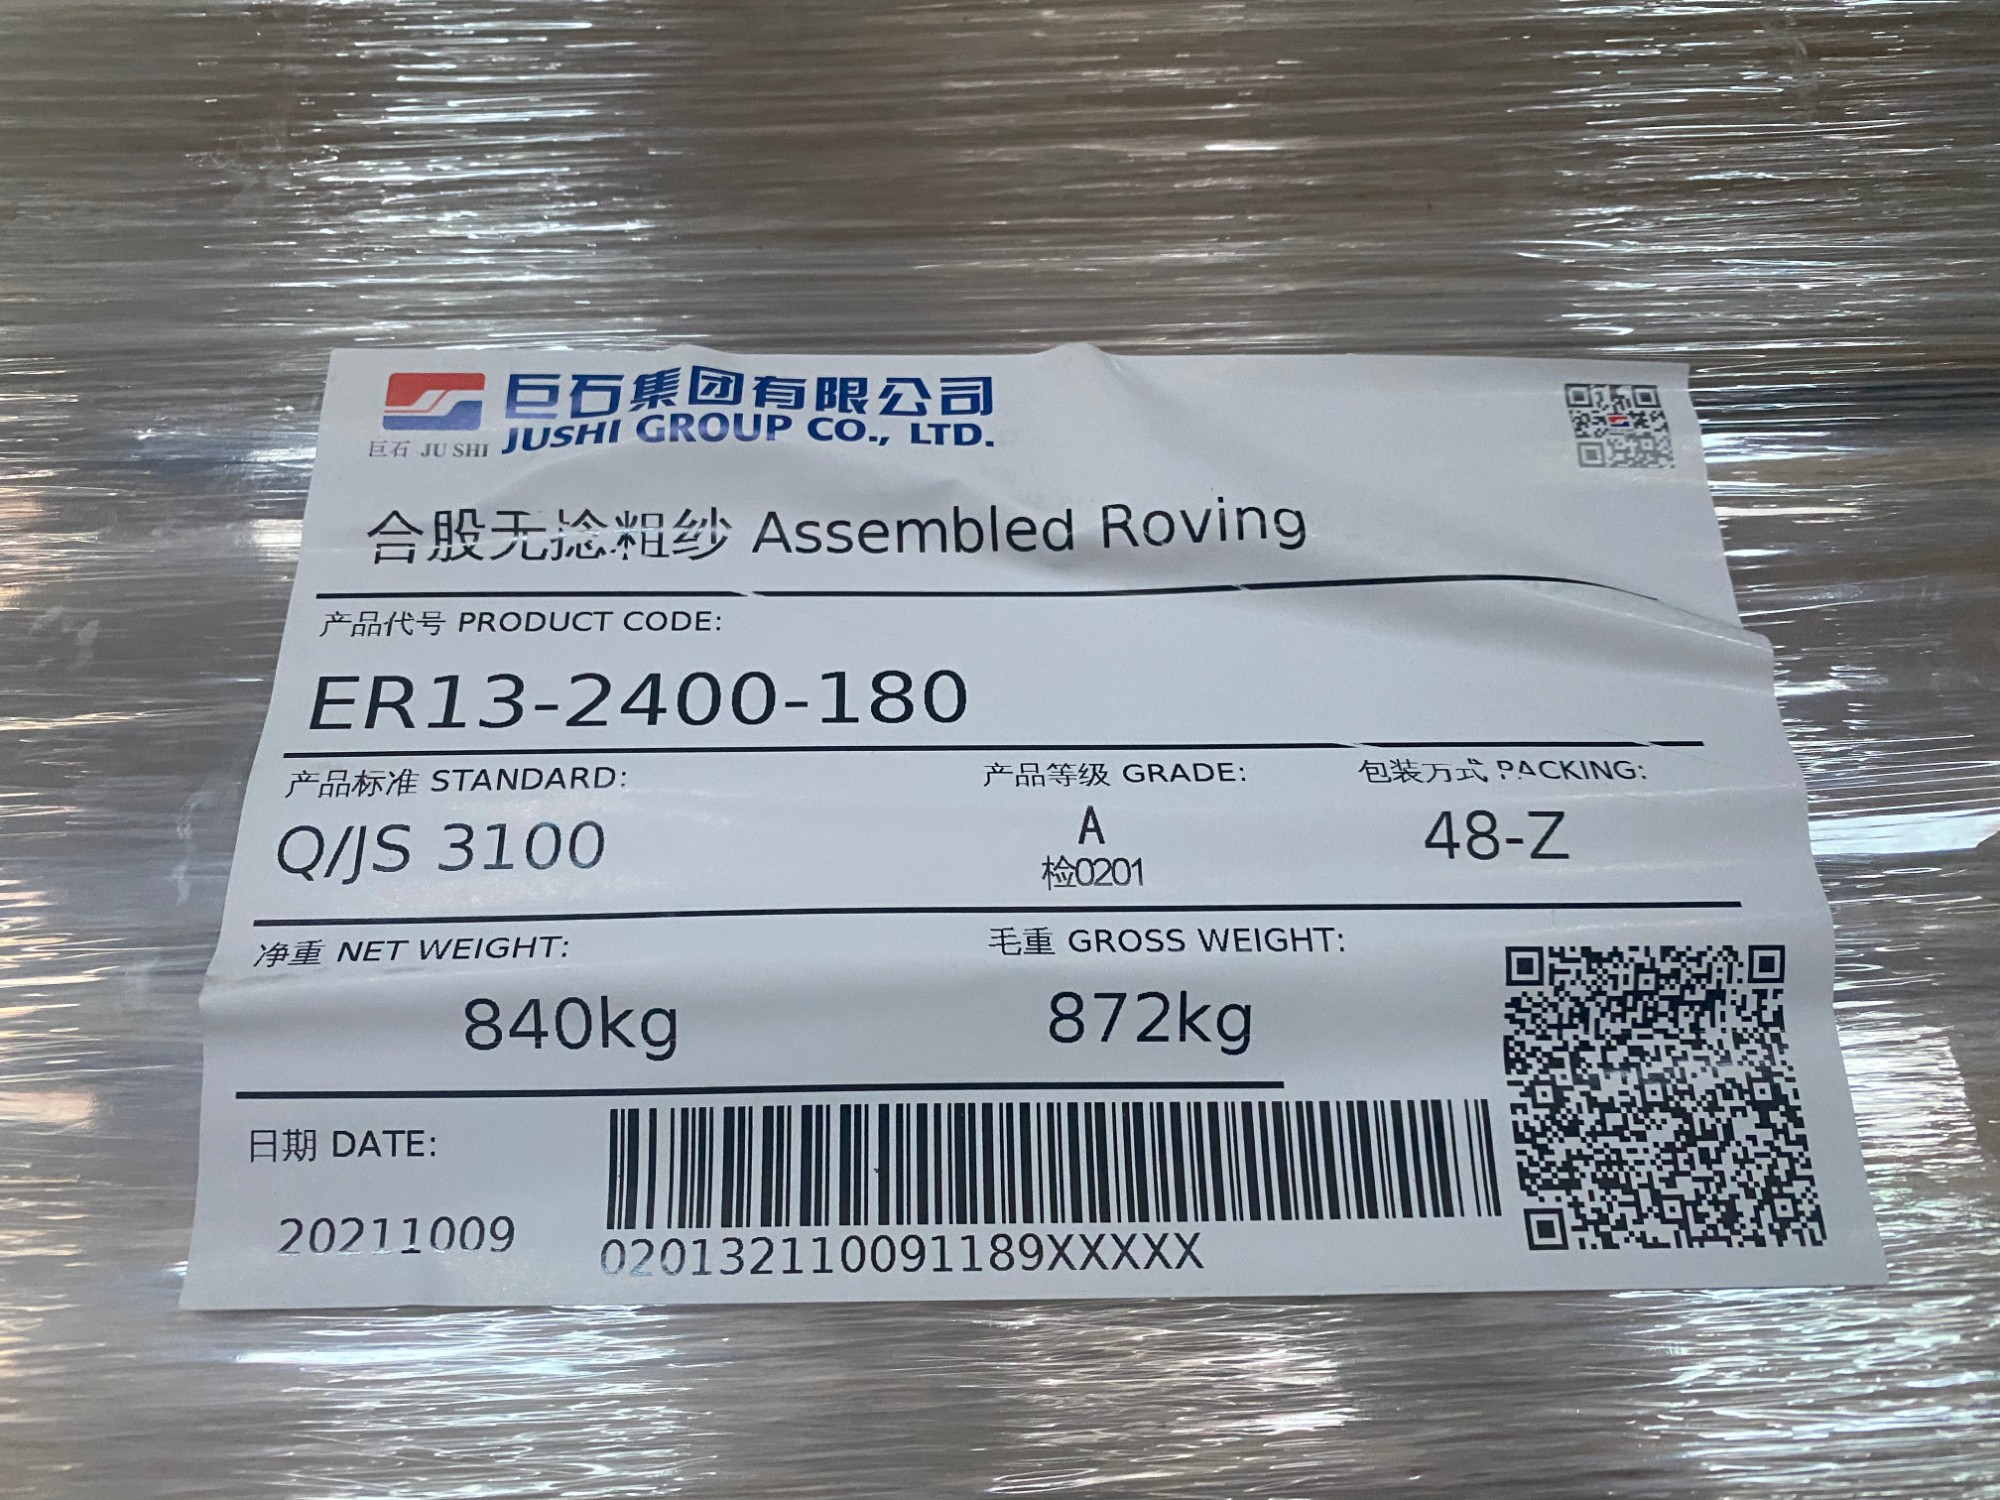 巨石集团有限公司
巨石 JU SHI
JUSHI GROUP CO., LTD.
合股无捻粗纱 Assembled Roving
产品代号 PRODUCT CODE:
ER13-2400-180
产品标准 STANDARD:
产品等级 GRADE:
包装方式 PACKING:
Q/JS 3100
A
48-Z
检0201
净重 NET WEIGHT:
毛重 GROSS WEIGHT:
840kg
872kg
日期 DATE:
20211009
020132110091189XXXXX